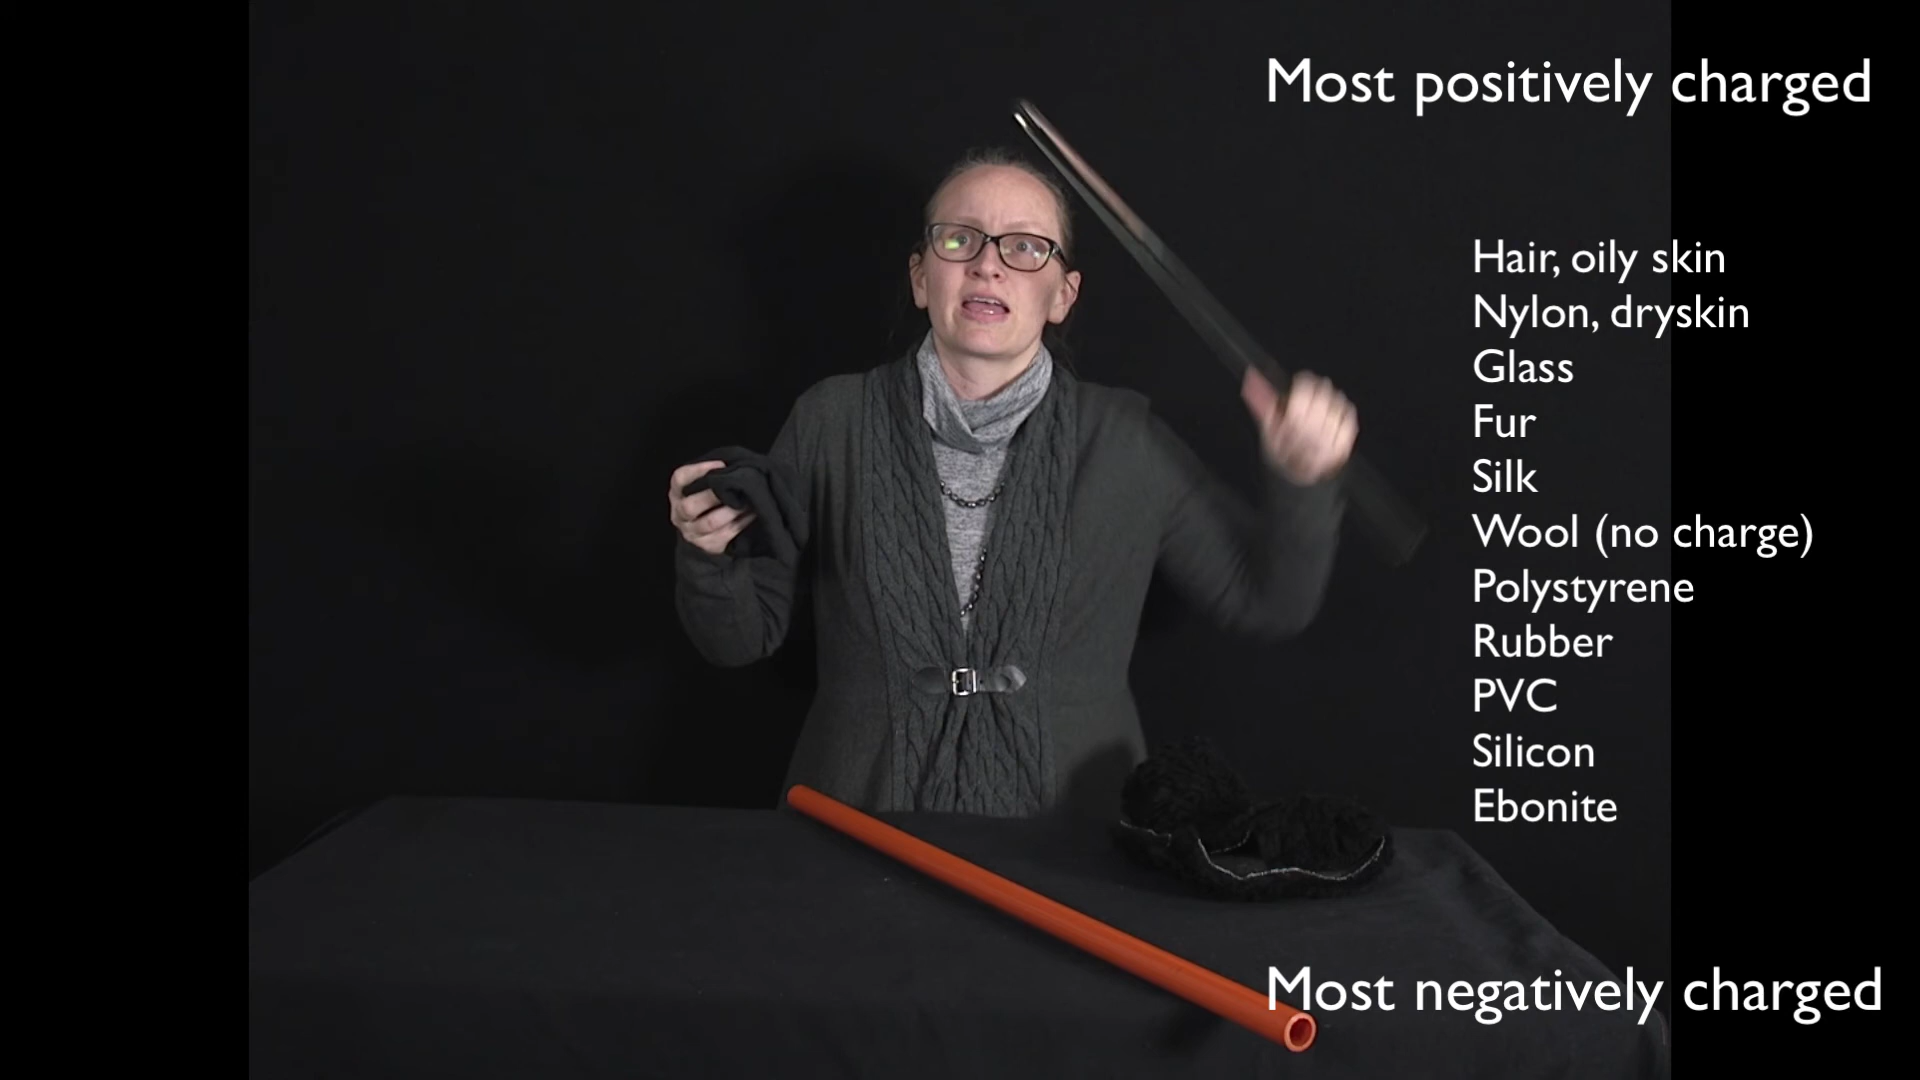 Most positively charged
Hair, oily skin
Nylon, dryskin
Glass
Fur
Silk
Wool (no charge)
Polystyrene
Rubber
PVC
Silicon
Ebonite
Most negatively charged